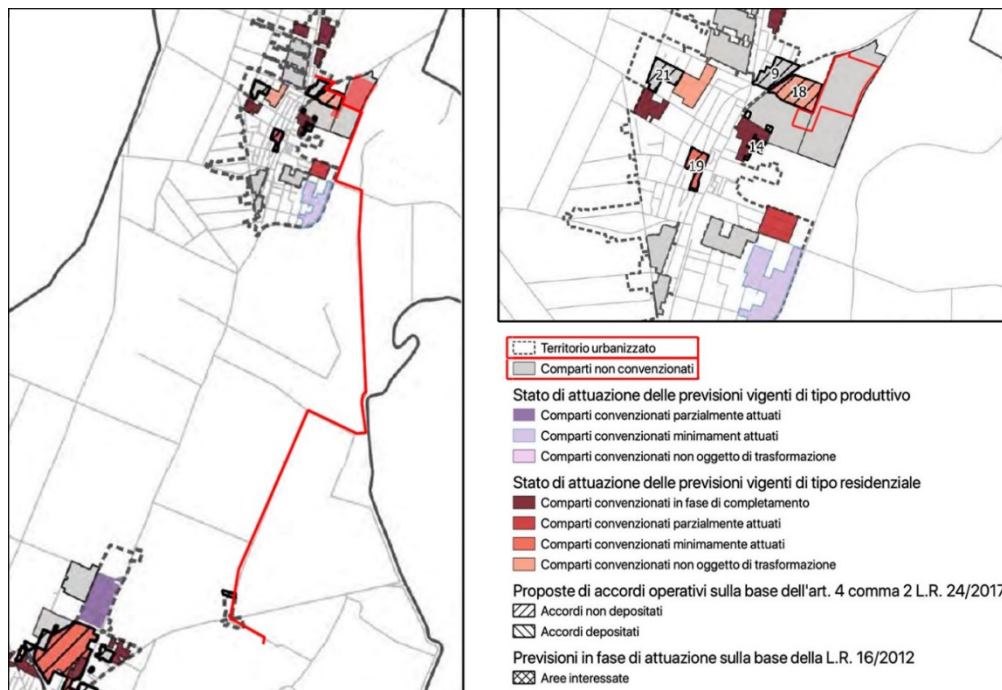 21
9
18
14
19
Territorio urbanizzato
Comparti non convenzionati
Stato di attuazione delle previsioni vigenti di tipo produttivo
Comparti convenzionati parzialmente attuati
Comparti convenzionati minimament attuati
Comparti convenzionati non oggetto di trasformazione
Stato di attuazione delle previsioni vigenti di tipo residenziale
Comparti convenzionati in fase di completamento
Comparti convenzionati parzialmente attuati
Comparti convenzionati minimamente attuati
Comparti convenzionati non oggetto di trasformazione
Proposte di accordi operativi sulla base dell'art. 4 comma 2 L.R. 24/2017
Accordi non depositati
Accordi depositati
Previsioni in fase di attuazione sulla base della L.R. 16/2012
Aree interessate